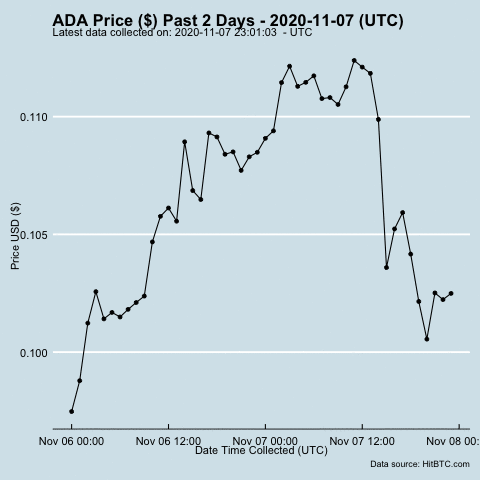 ADA Price ($) Past 2 Days - 2020-11-07 (UTC)
Latest data collected on: 2020-11-07 23:01:03  - UTC
0.110
0.105
0.100
Price USD ($)
Nov 06 00:00 Nov 06 12:00 Nov 07 00:00 Nov 07 12:00 Nov 08 00:
Date Time Collected (UTC)
Data source: HitBTC.com